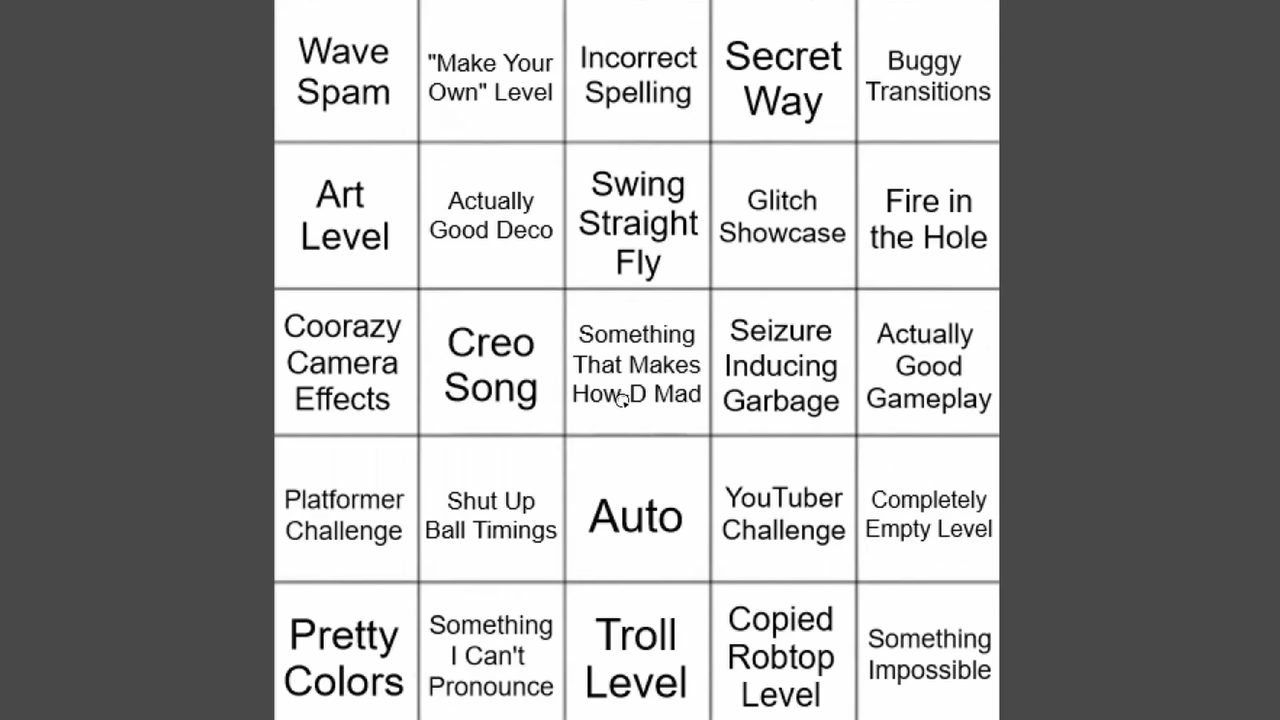 Wave
Spam
"Make Your
Own" Level
Incorrect
Spelling
Secret
Way
Buggy
Transitions
Art
Level
Actually
Good Deco
Swing
Straight
Fly
Glitch
Showcase
Fire in
the Hole
Coorazy
Camera
Effects
Creo
Song
Something
That Makes
How D Mad
Seizure
Inducing
Garbage
Actually
Good
Gameplay
Platformer
Challenge
Shut Up
Ball Timings
Auto
YouTuber
Challenge
Completely
Empty Level
Pretty
Colors
Something
I Can't
Pronounce
Troll
Level
Copied
Robtop
Level
Something
Impossible